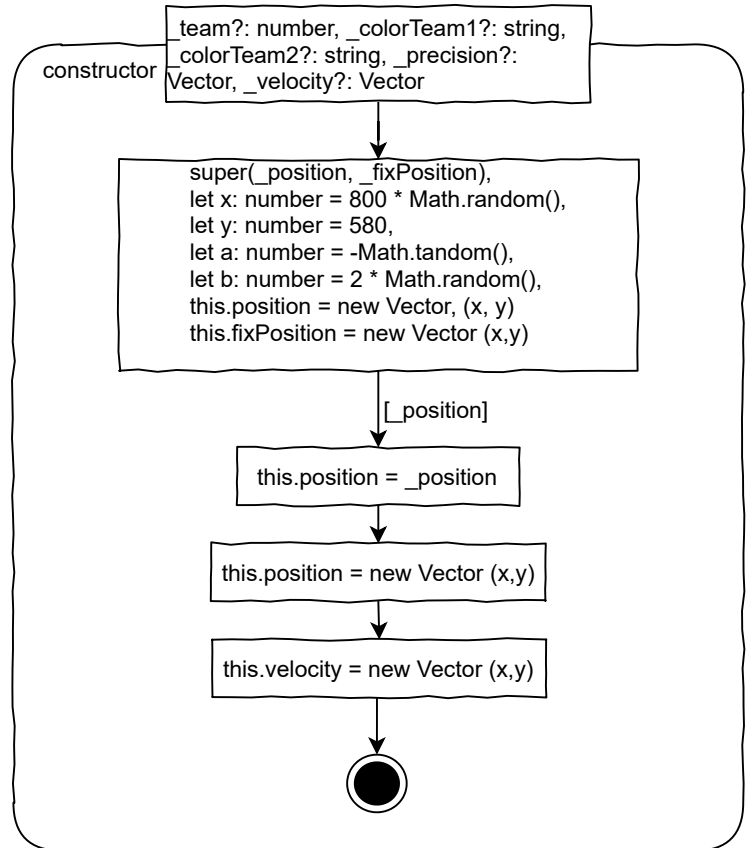 _team?: number, _colorTeam1?: string,
_colorTeam2?: string, _precision?:
constructor
Vector, _velocity?: Vector
super(_position, _fixPosition),
let x: number = 800 * Math.random(),
let y: number = 580,
let a: number = -Math.tandom(),
let b: number = 2 * Math.random(),
this.position = new Vector, (x, y)
this.fixPosition = new Vector (x,y)
[_position]
this.position = _position
this.position = new Vector (x,y)
this.velocity = new Vector (x,y)